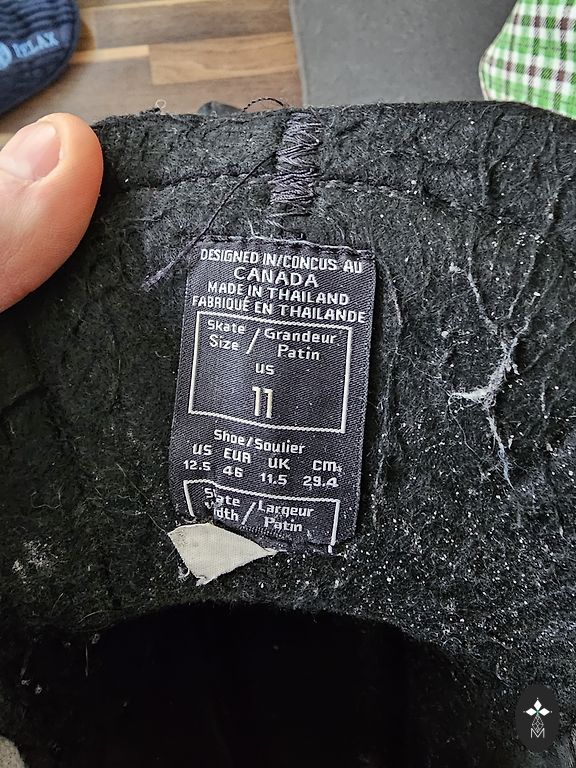 RELAX
DESIGNED IN/CONCUS AU
CANADA
MADE IN THAILAND
FABRIQUÉ EN THAILANDE
Skate / Grandeur
Size / Patin
US
11
Shoe/Soulier
US EUR UK cm.
12.5 46 11.5 29.4
Skate / Largeur
Width / Patin
M